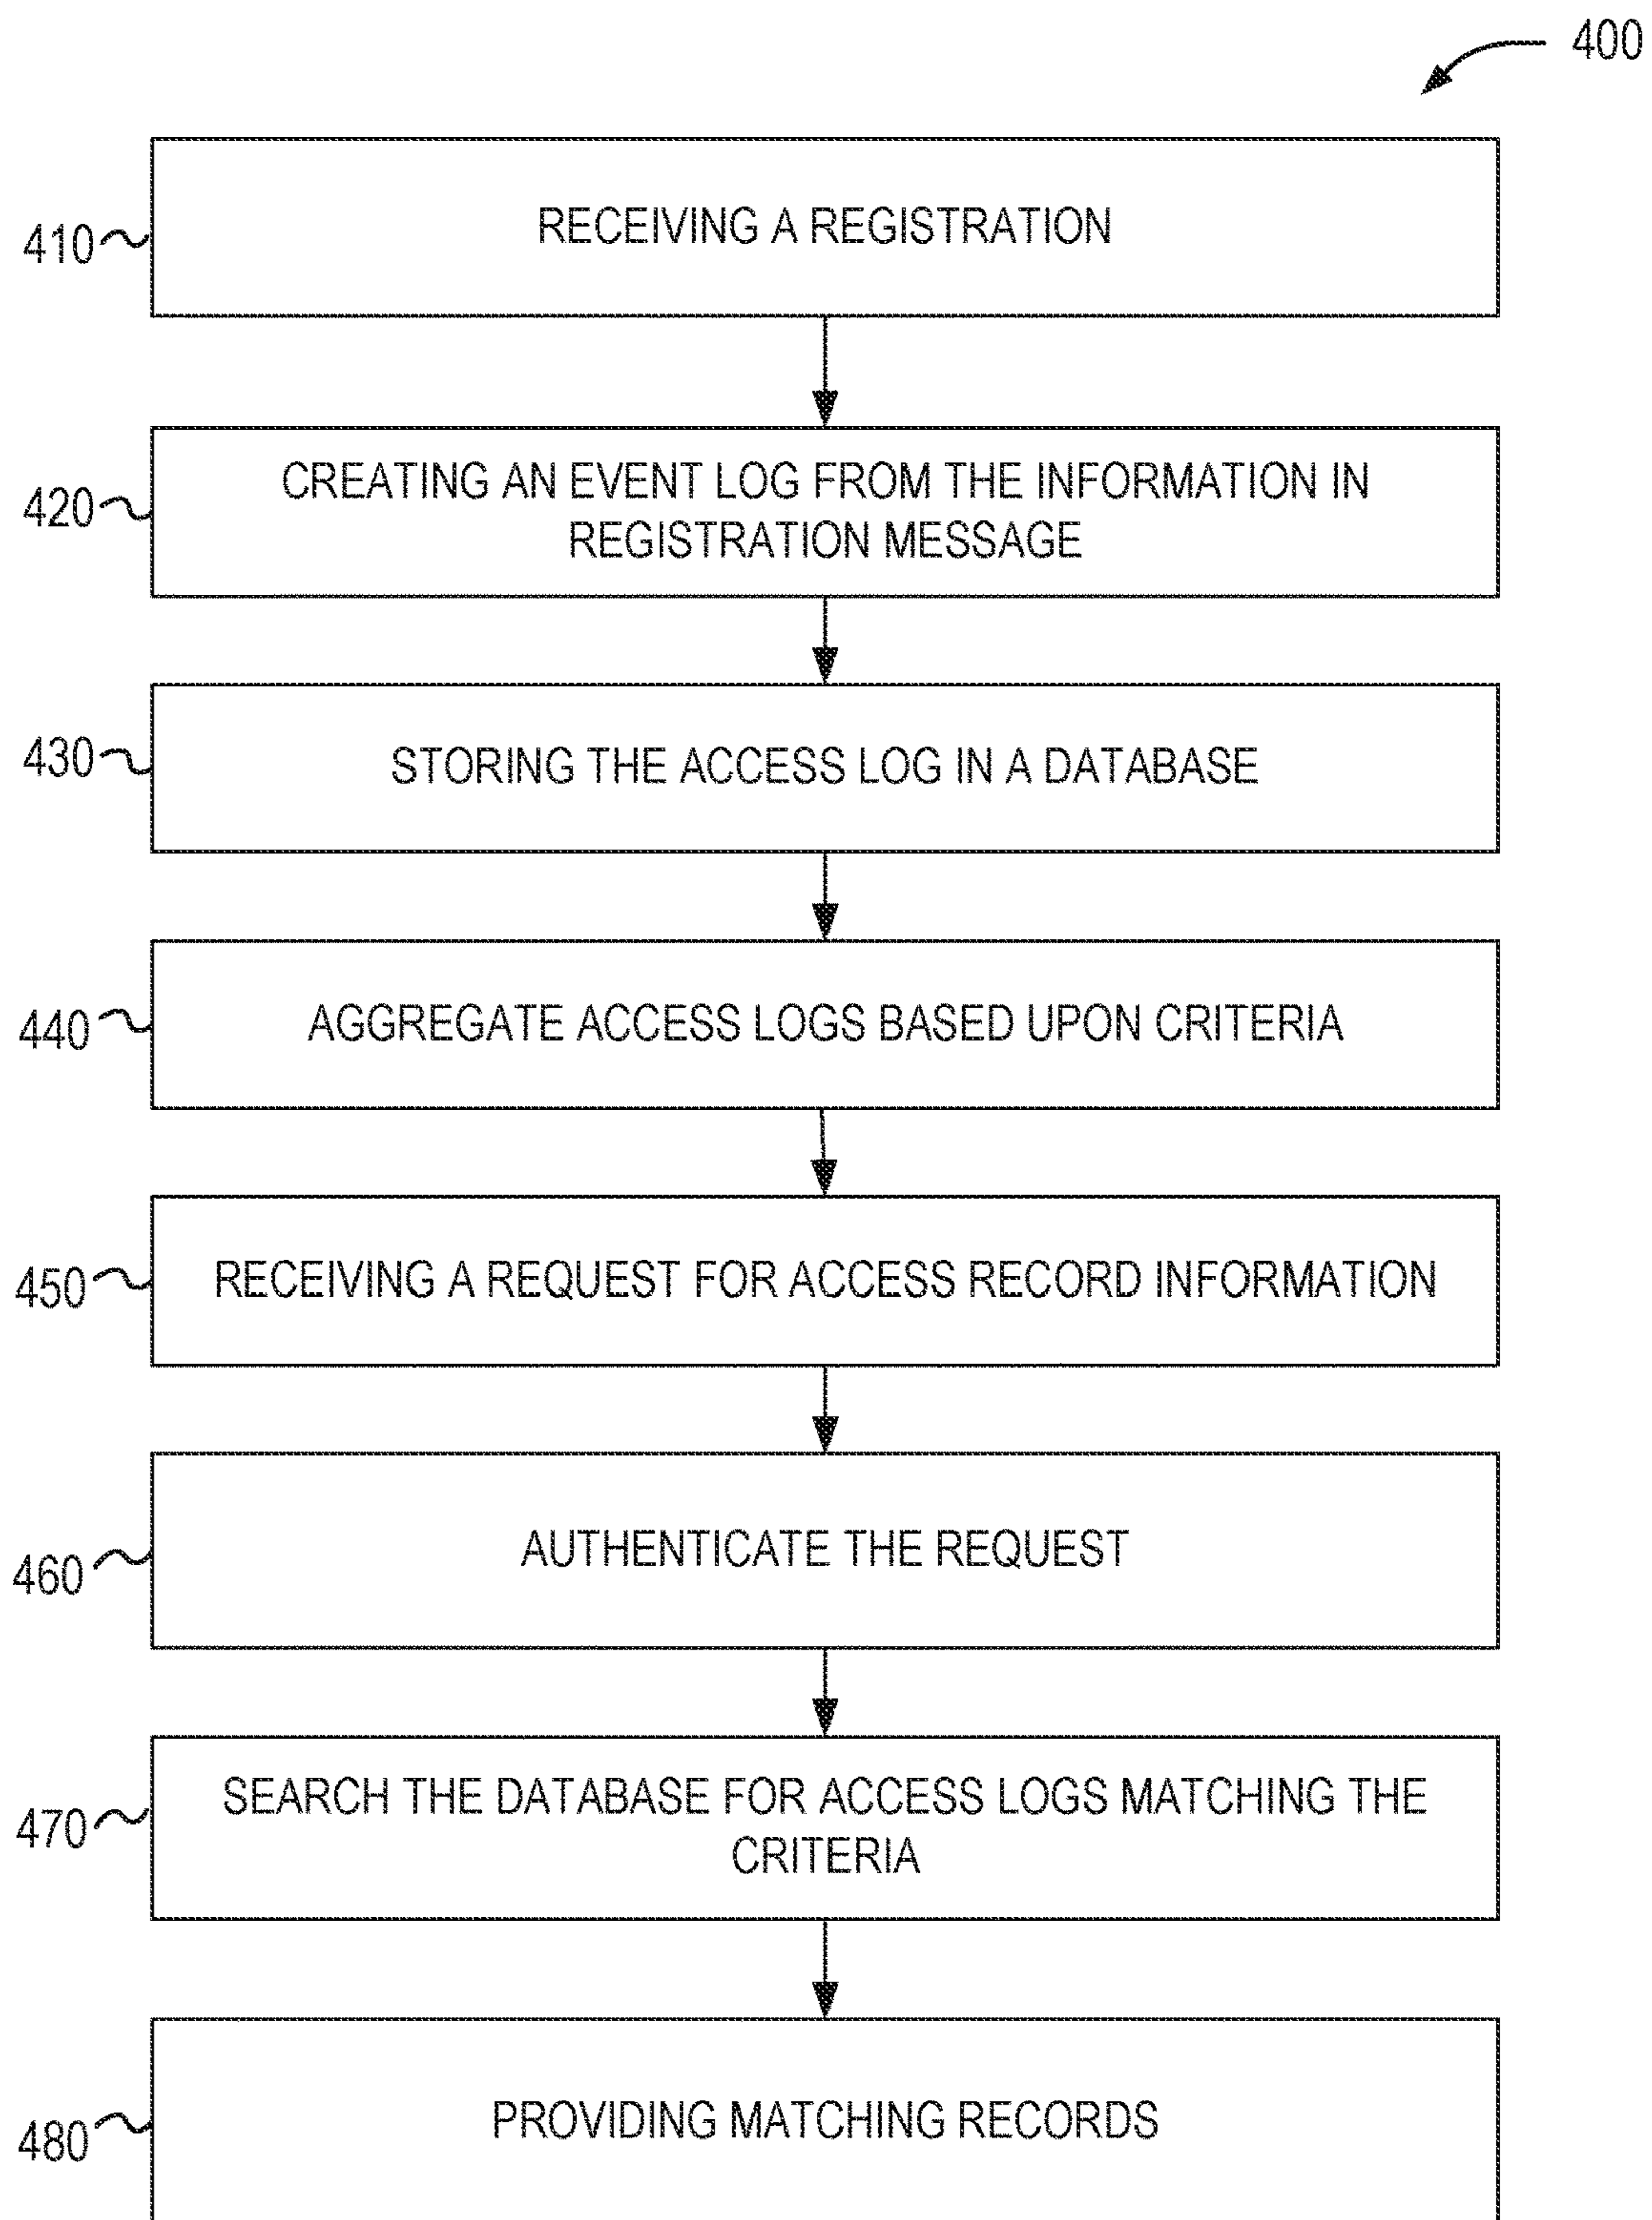 400
410
RECEIVING A REGISTRATION
420
CREATING AN EVENT LOG FROM THE INFORMATION IN
REGISTRATION MESSAGE
430
STORING THE ACCESS LOG IN A DATABASE
440
AGGREGATE ACCESS LOGS BASED UPON CRITERIA
450
RECEIVING A REQUEST FOR ACCESS RECORD INFORMATION
460
AUTHENTICATE THE REQUEST
470
SEARCH THE DATABASE FOR ACCESS LOGS MATCHING THE
CRITERIA
480
PROVIDING MATCHING RECORDS